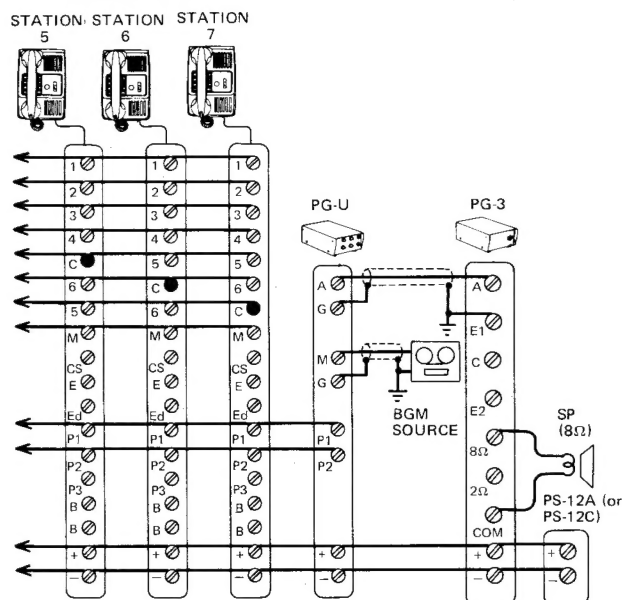 STATION STATION STATION
5 6 7
1 1 1
2 2 2
3 3 3
PG-U PG-3
4 4 4
C 5 5
6 C 6 A A
5 6 C G
M M M E1
CS CS CS M C
E E E G
BGM
SOURCE
Ed Ed Ed E2
SP
(8Ω)
P1 P1 P1 P1 8Ω
P2 P2 P2 P2
P3 P3 P3 2Ω
PS-12A (or
PS-12C)
B B B
B B B COM
+ + + + + +
− − − − − −